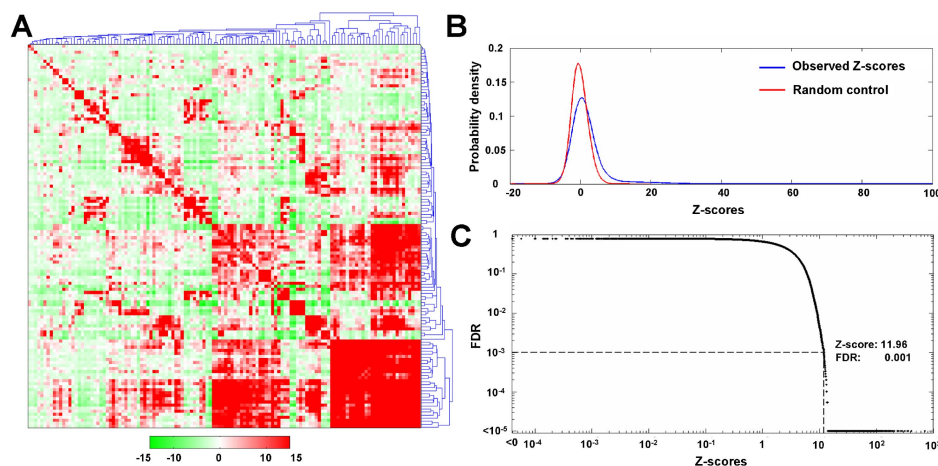 A
-15 -10 0 10 15
B
0.2
0.15
0.1
0.05
0
Probability density
Observed Z-scores
Random control
-20 0 20 40 60 80 100
Z-scores
C
1
10-1
10-2
10-3
10-4
<10-5
FDR
Z-score: 11.96
FDR: 0.001
<0 10-4 10-3 10-2 10-1 1 10 102 103
Z-scores